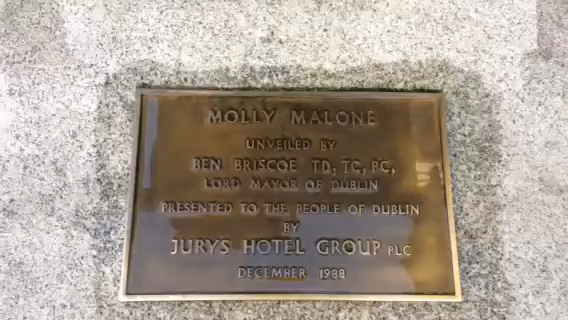 MOLLY MALONE
UNVEILED BY
BEN BRISCOE TD, TC, PC,
LORD MAYOR OF DUBLIN
PRESENTED TO THE PEOPLE OF DUBLIN
BY
JURYS HOTEL GROUP PLC
DECEMBER 1988